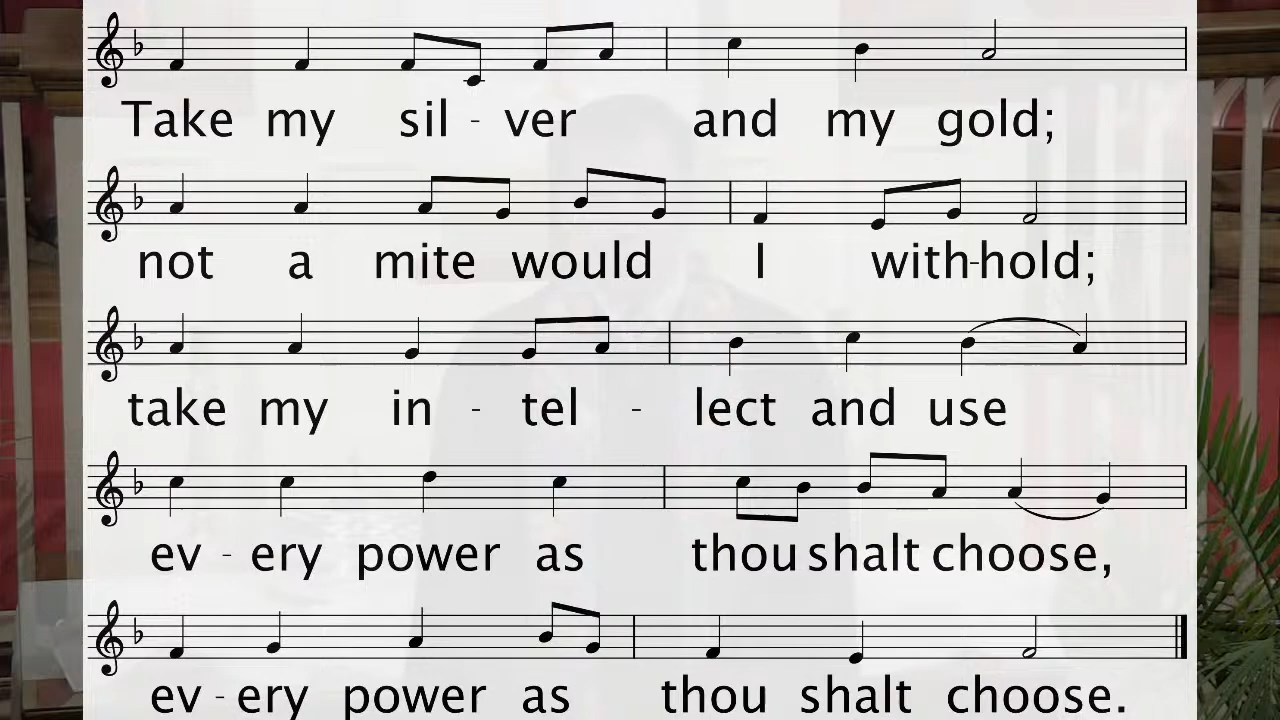 Take my sil - ver and my gold;
not a mite would I with-hold;
take my in - tel - lect and use
ev - ery power as thou shalt choose,
ev - ery power as thou shalt choose.